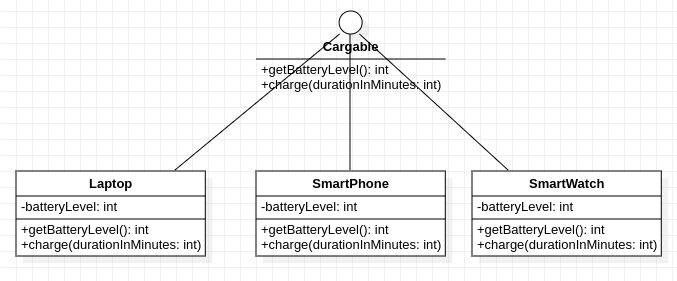 Cargable
+getBatteryLevel(): int
+charge(durationInMinutes: int)
Laptop
-batteryLevel: int
+getBatteryLevel(): int
+charge(durationInMinutes: int)
SmartPhone
-batteryLevel: int
+getBatteryLevel(): int
+charge(durationInMinutes: int)
SmartWatch
-batteryLevel: int
+getBatteryLevel(): int
+charge(durationInMinutes: int)